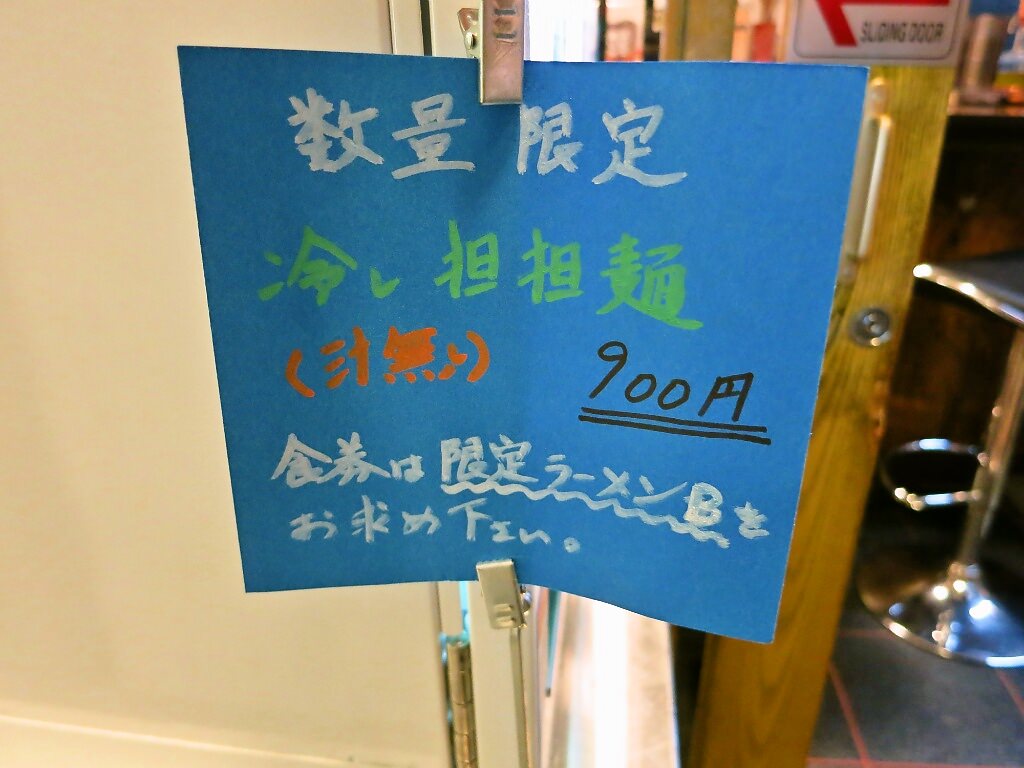 SLIDING DOOR
数量限定
冷し担担麺
(汁無し)
900円
食券は限定ラーメンBを
お求め下さい。